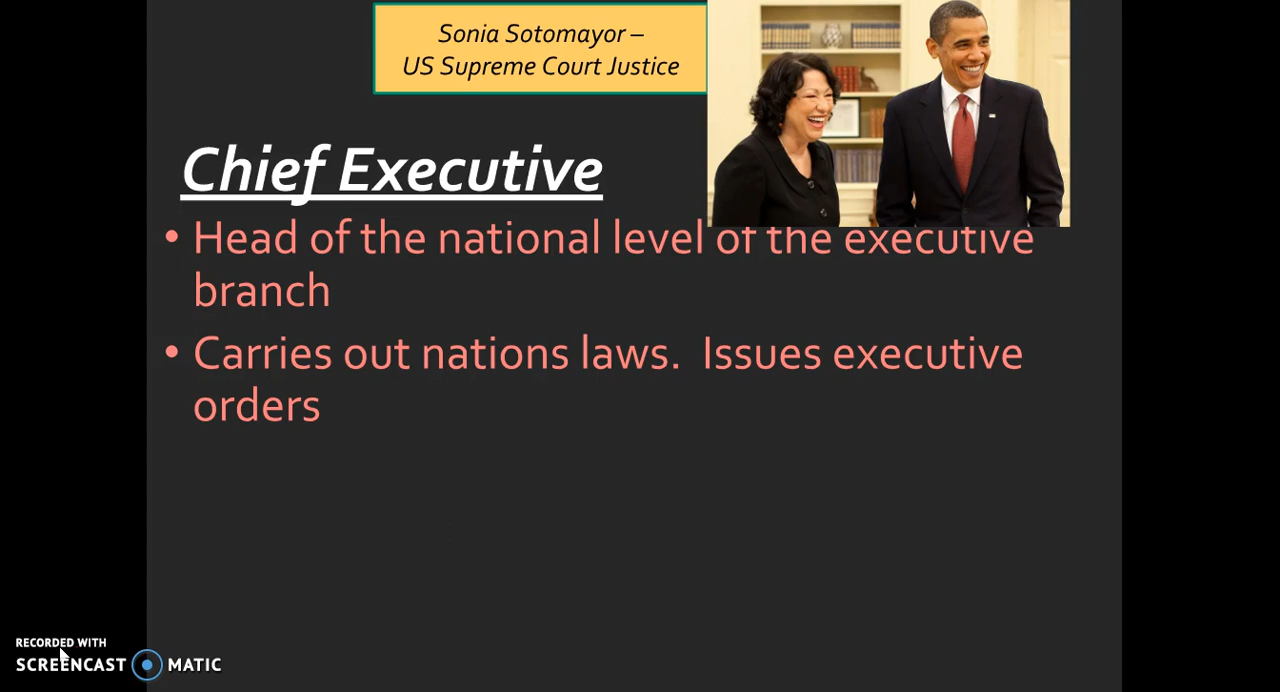 Sonia Sotomayor –
US Supreme Court Justice
Chief Executive
• Head of the national level of the executive
branch
• Carries out nations laws.  Issues executive
orders
RECORDED WITH
SCREENCAST MATIC